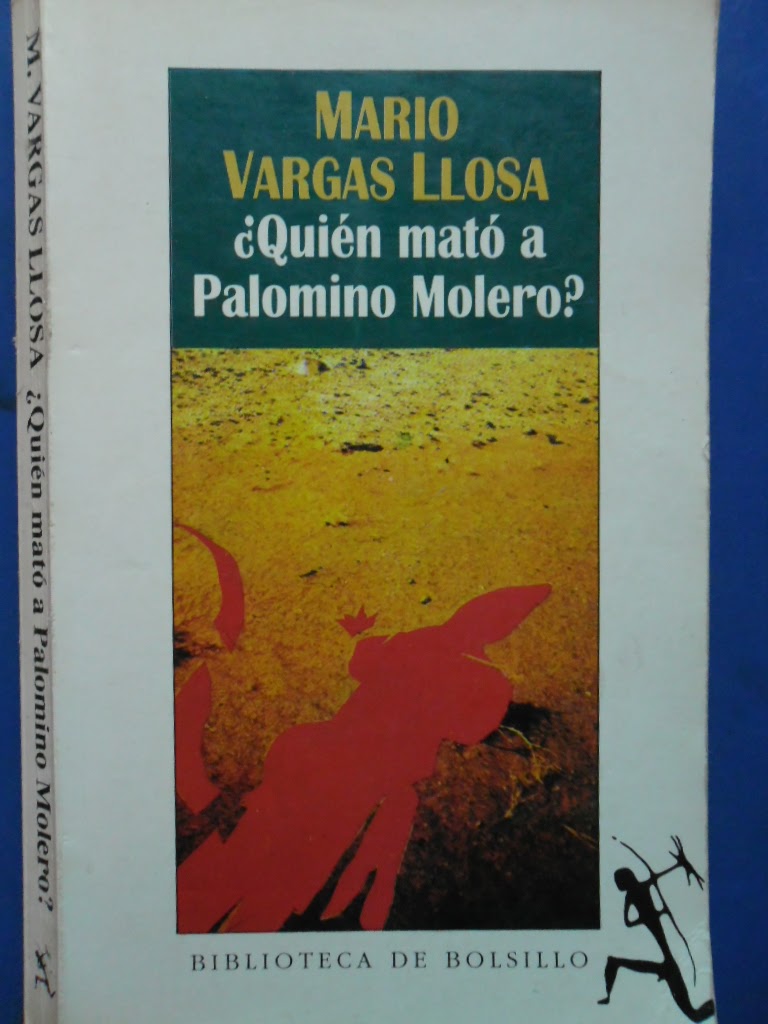 M. VARGAS LLOSA ¿Quién mató a Palomino Molero?
MARIO
VARGAS LLOSA
¿Quién mató a
Palomino Molero?
BIBLIOTECA DE BOLSILLO